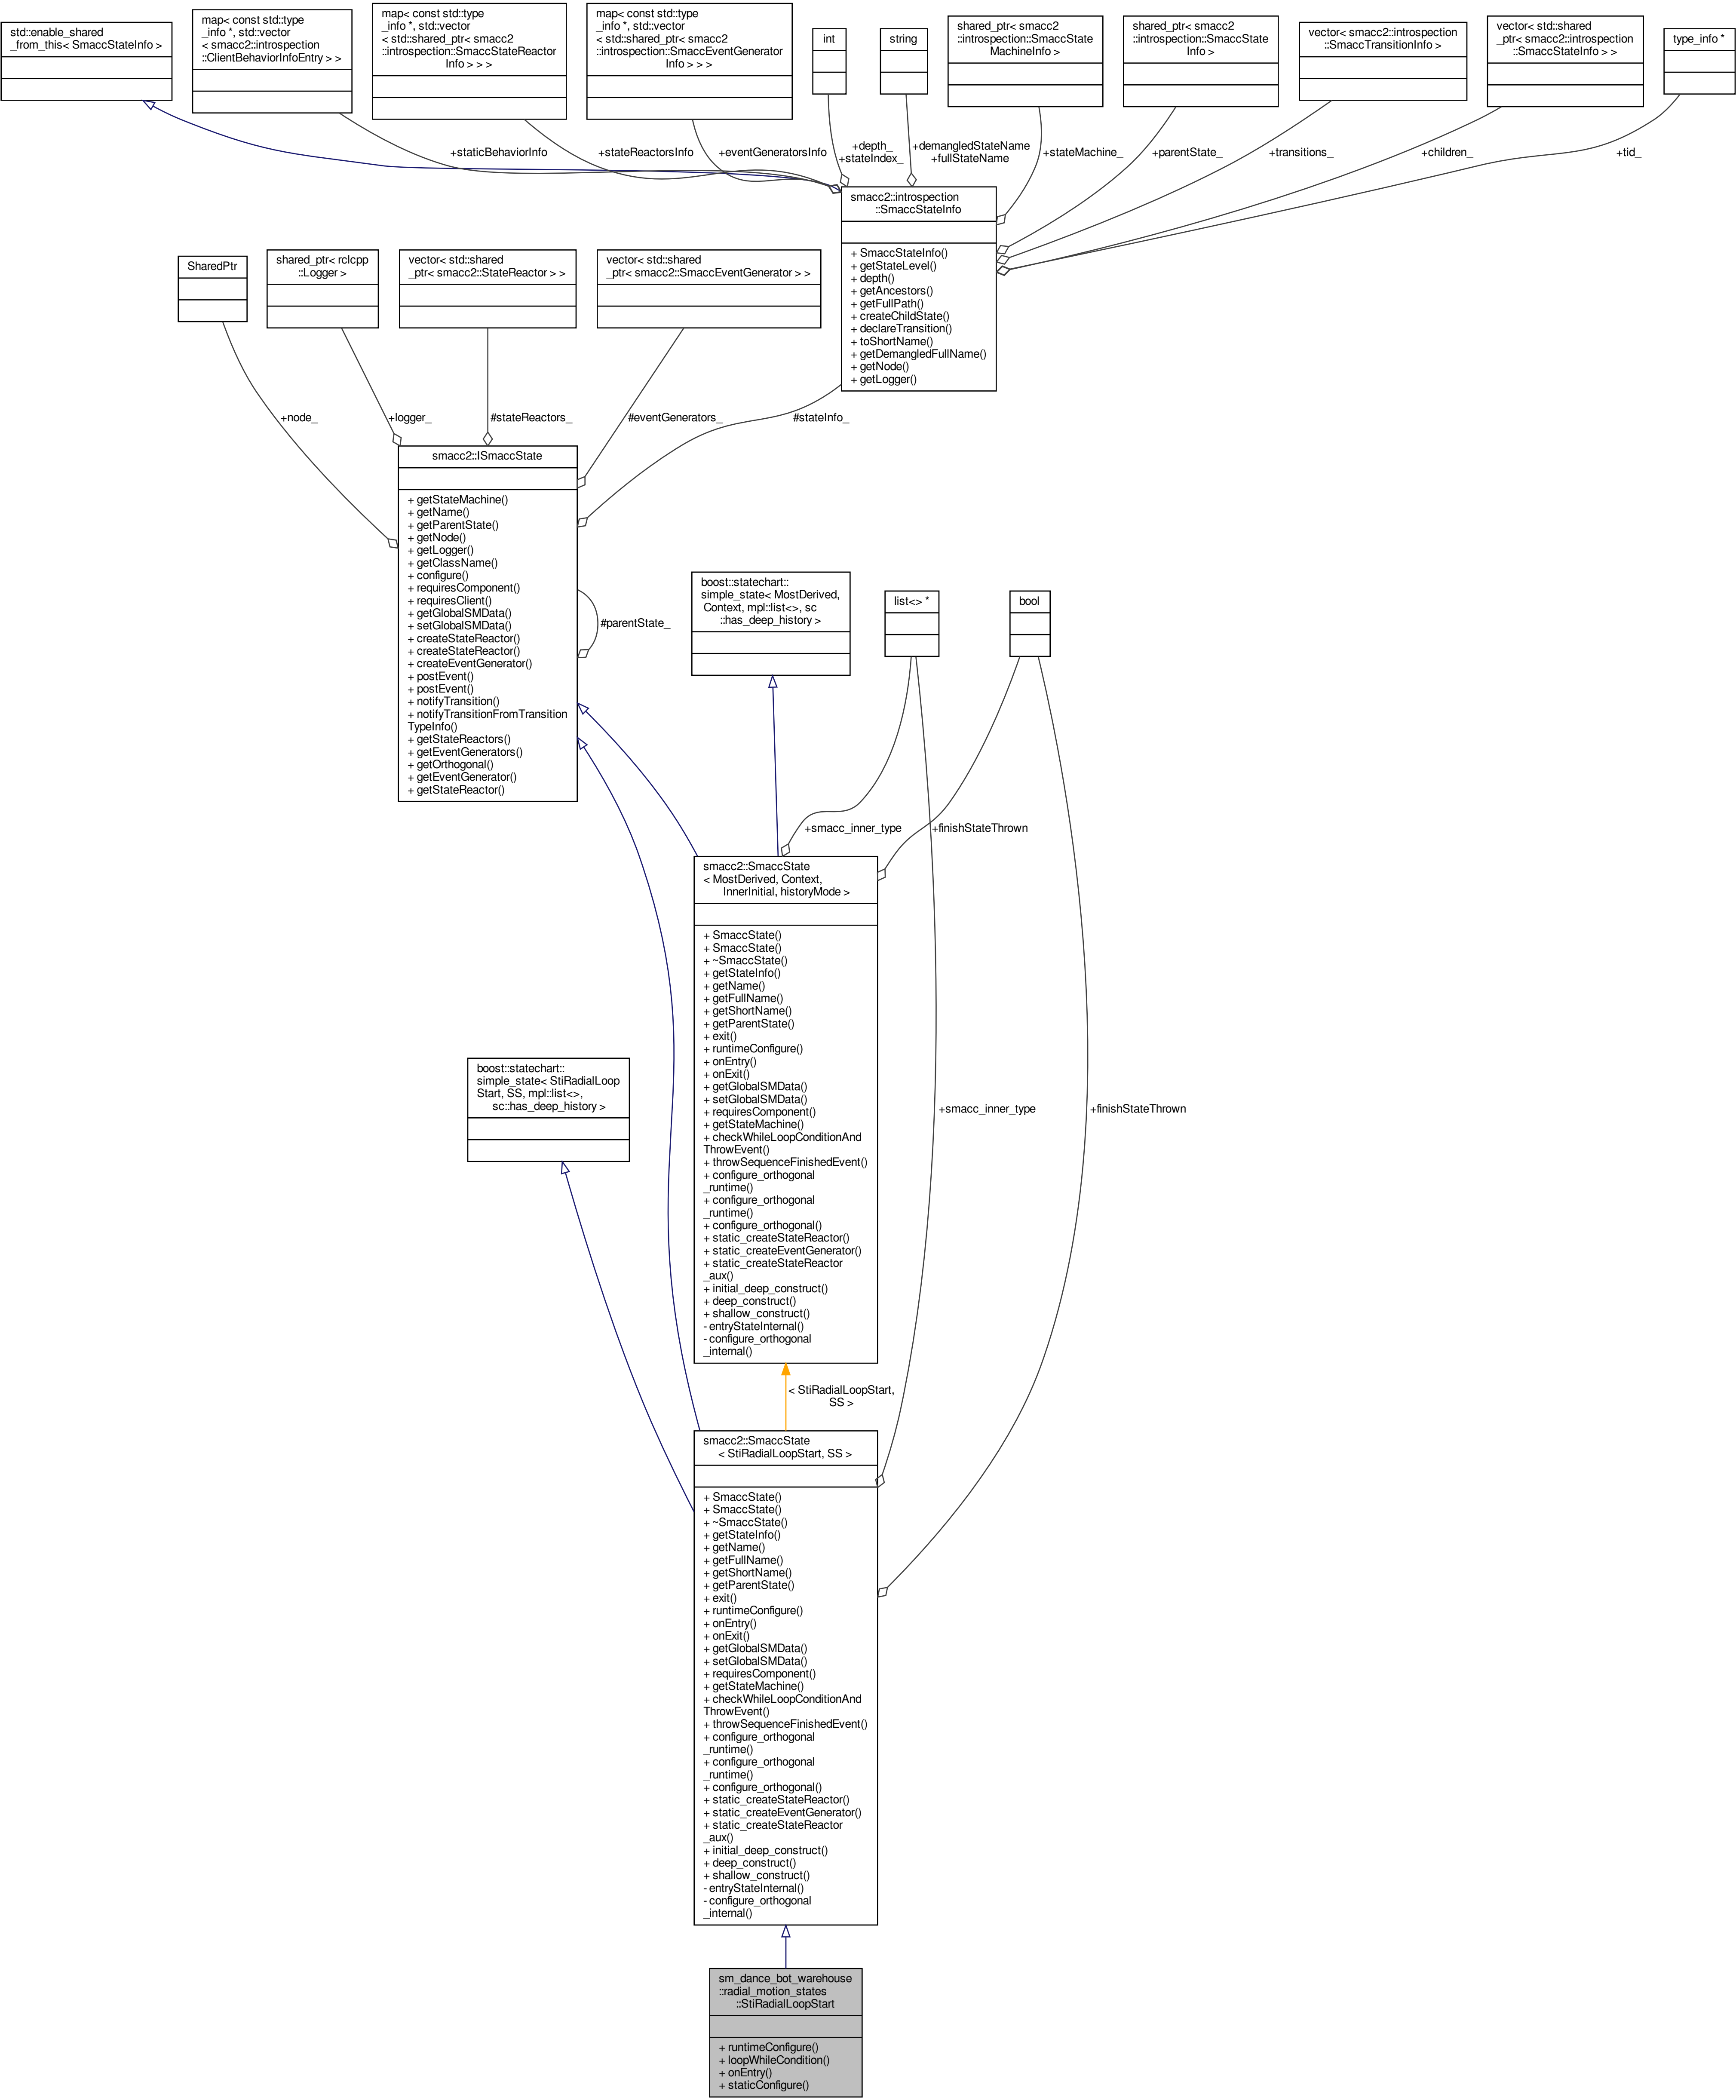 std::enable_shared
_from_this< SmaccStateInfo >
map< const std::type
_info *, std::vector
< smacc2::introspection
::ClientBehaviorInfoEntry > >
map< const std::type
_info *, std::vector
< std::shared_ptr< smacc2
::introspection::SmaccStateReactor
Info > > >
map< const std::type
_info *, std::vector
< std::shared_ptr< smacc2
::introspection::SmaccEventGenerator
Info > > >
int
string
shared_ptr< smacc2
::introspection::SmaccState
MachineInfo >
shared_ptr< smacc2
::introspection::SmaccState
Info >
vector< smacc2::introspection
::SmaccTransitionInfo >
vector< std::shared
_ptr< smacc2::introspection
::SmaccStateInfo > >
type_info *
+staticBehaviorInfo
+stateReactorsInfo
+eventGeneratorsInfo
+depth_
+stateIndex_
+demangledStateName
+fullStateName
+stateMachine_
+parentState_
+transitions_
+children_
+tid_
smacc2::introspection
::SmaccStateInfo
+ SmaccStateInfo()
+ getStateLevel()
+ depth()
+ getAncestors()
+ getFullPath()
+ createChildState()
+ declareTransition()
+ toShortName()
+ getDemangledFullName()
+ getNode()
+ getLogger()
SharedPtr
shared_ptr< rclcpp
::Logger >
vector< std::shared
_ptr< smacc2::StateReactor > >
vector< std::shared
_ptr< smacc2::SmaccEventGenerator > >
+node_
+logger_
#stateReactors_
#eventGenerators_
#stateInfo_
smacc2::ISmaccState
+ getStateMachine()
+ getName()
+ getParentState()
+ getNode()
+ getLogger()
+ getClassName()
+ configure()
+ requiresComponent()
+ requiresClient()
+ getGlobalSMData()
+ setGlobalSMData()
+ createStateReactor()
+ createStateReactor()
+ createEventGenerator()
+ postEvent()
+ postEvent()
+ notifyTransition()
+ notifyTransitionFromTransition
TypeInfo()
+ getStateReactors()
+ getEventGenerators()
+ getOrthogonal()
+ getEventGenerator()
+ getStateReactor()
#parentState_
boost::statechart::
simple_state< MostDerived,
Context, mpl::list<>, sc
::has_deep_history >
list<> *
bool
+smacc_inner_type
+finishStateThrown
smacc2::SmaccState
< MostDerived, Context,
InnerInitial, historyMode >
+ SmaccState()
+ SmaccState()
+ ~SmaccState()
+ getStateInfo()
+ getName()
+ getFullName()
+ getShortName()
+ getParentState()
+ exit()
+ runtimeConfigure()
+ onEntry()
+ onExit()
+ getGlobalSMData()
+ setGlobalSMData()
+ requiresComponent()
+ getStateMachine()
+ checkWhileLoopConditionAnd
ThrowEvent()
+ throwSequenceFinishedEvent()
+ configure_orthogonal
_runtime()
+ configure_orthogonal
_runtime()
+ configure_orthogonal()
+ static_createStateReactor()
+ static_createEventGenerator()
+ static_createStateReactor
_aux()
+ initial_deep_construct()
+ deep_construct()
+ shallow_construct()
- entryStateInternal()
- configure_orthogonal
_internal()
boost::statechart::
simple_state< StiRadialLoop
Start, SS, mpl::list<>,
sc::has_deep_history >
+smacc_inner_type
+finishStateThrown
< StiRadialLoopStart,
SS >
smacc2::SmaccState
< StiRadialLoopStart, SS >
+ SmaccState()
+ SmaccState()
+ ~SmaccState()
+ getStateInfo()
+ getName()
+ getFullName()
+ getShortName()
+ getParentState()
+ exit()
+ runtimeConfigure()
+ onEntry()
+ onExit()
+ getGlobalSMData()
+ setGlobalSMData()
+ requiresComponent()
+ getStateMachine()
+ checkWhileLoopConditionAnd
ThrowEvent()
+ throwSequenceFinishedEvent()
+ configure_orthogonal
_runtime()
+ configure_orthogonal
_runtime()
+ configure_orthogonal()
+ static_createStateReactor()
+ static_createEventGenerator()
+ static_createStateReactor
_aux()
+ initial_deep_construct()
+ deep_construct()
+ shallow_construct()
- entryStateInternal()
- configure_orthogonal
_internal()
sm_dance_bot_warehouse
::radial_motion_states
::StiRadialLoopStart
+ runtimeConfigure()
+ loopWhileCondition()
+ onEntry()
+ staticConfigure()